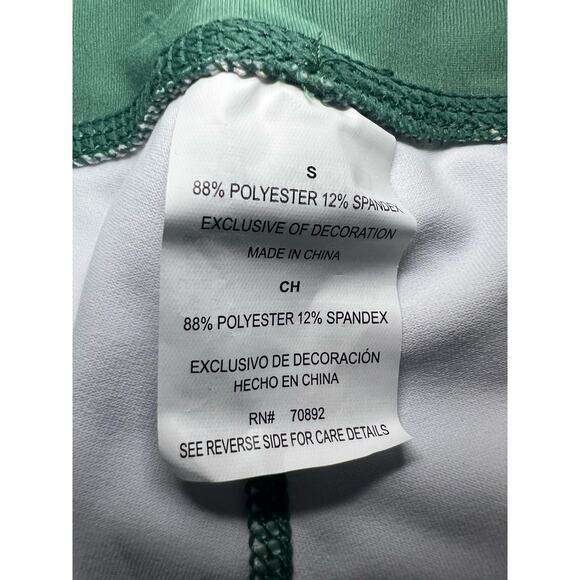 S
88% POLYESTER 12% SPANDEX
EXCLUSIVE OF DECORATION
MADE IN CHINA
CH
88% POLYESTER 12% SPANDEX
EXCLUSIVO DE DECORACIÓN
HECHO EN CHINA
RN# 70892
SEE REVERSE SIDE FOR CARE DETAILS